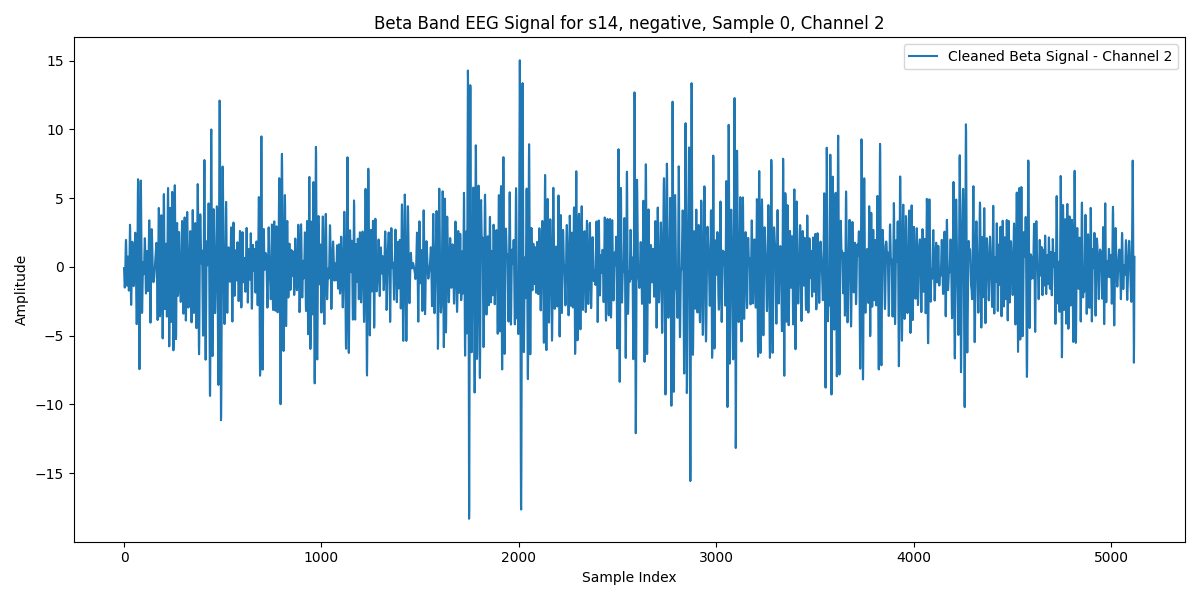 Beta Band EEG Signal for s14, negative, Sample 0, Channel 2
Cleaned Beta Signal - Channel 2
15
10
5
0
−5
−10
−15
Amplitude
0 1000 2000 3000 4000 5000
Sample Index